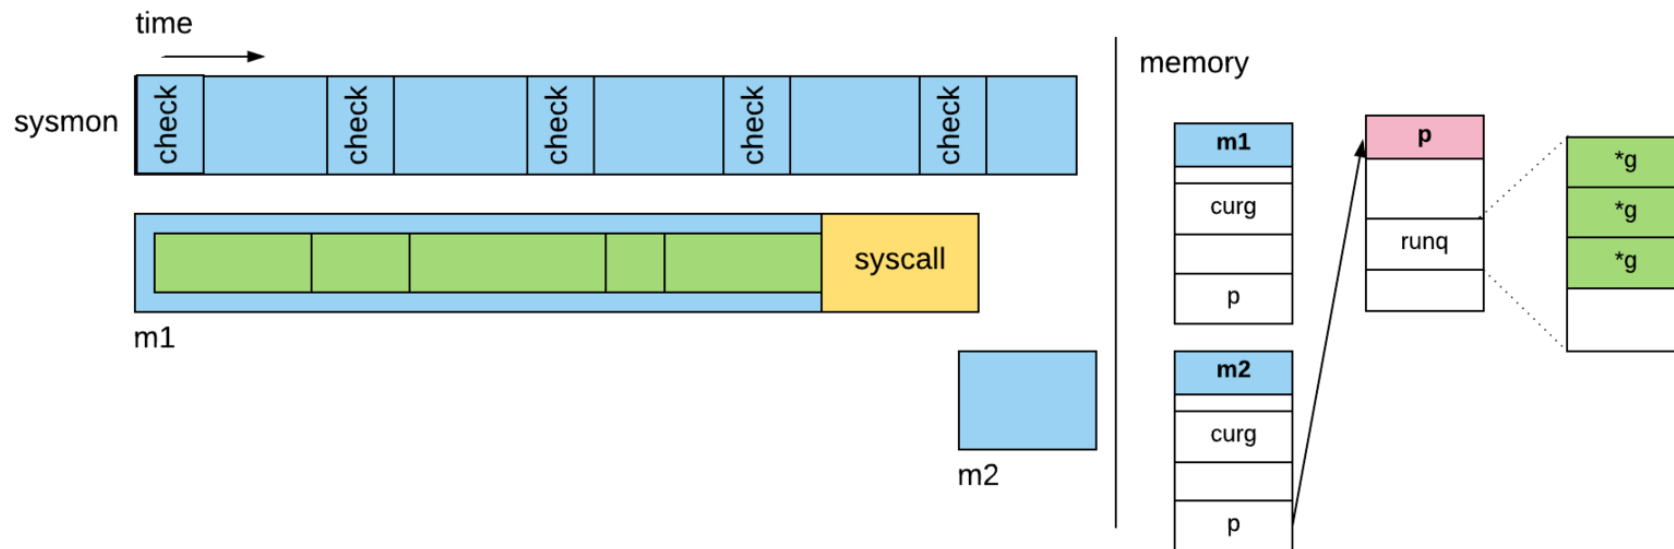 time
sysmon
check
check
check
check
check
syscall
m1
m2
memory
m1
curg
p
m2
curg
p
p
runq
*g
*g
*g